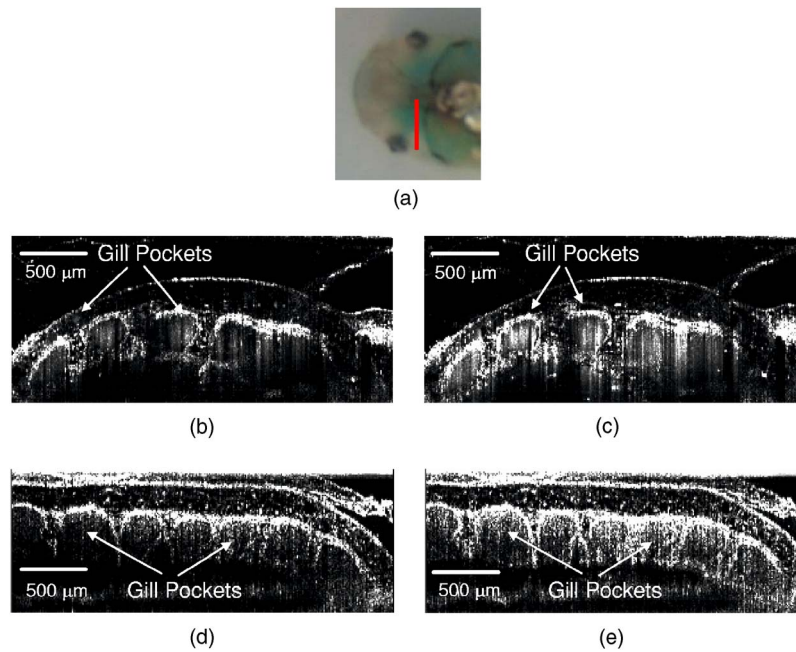 (a)
Gill Pockets
500 µm
(b)
Gill Pockets
500 µm
(c)
500 µm
Gill Pockets
(d)
500 µm
Gill Pockets
(e)